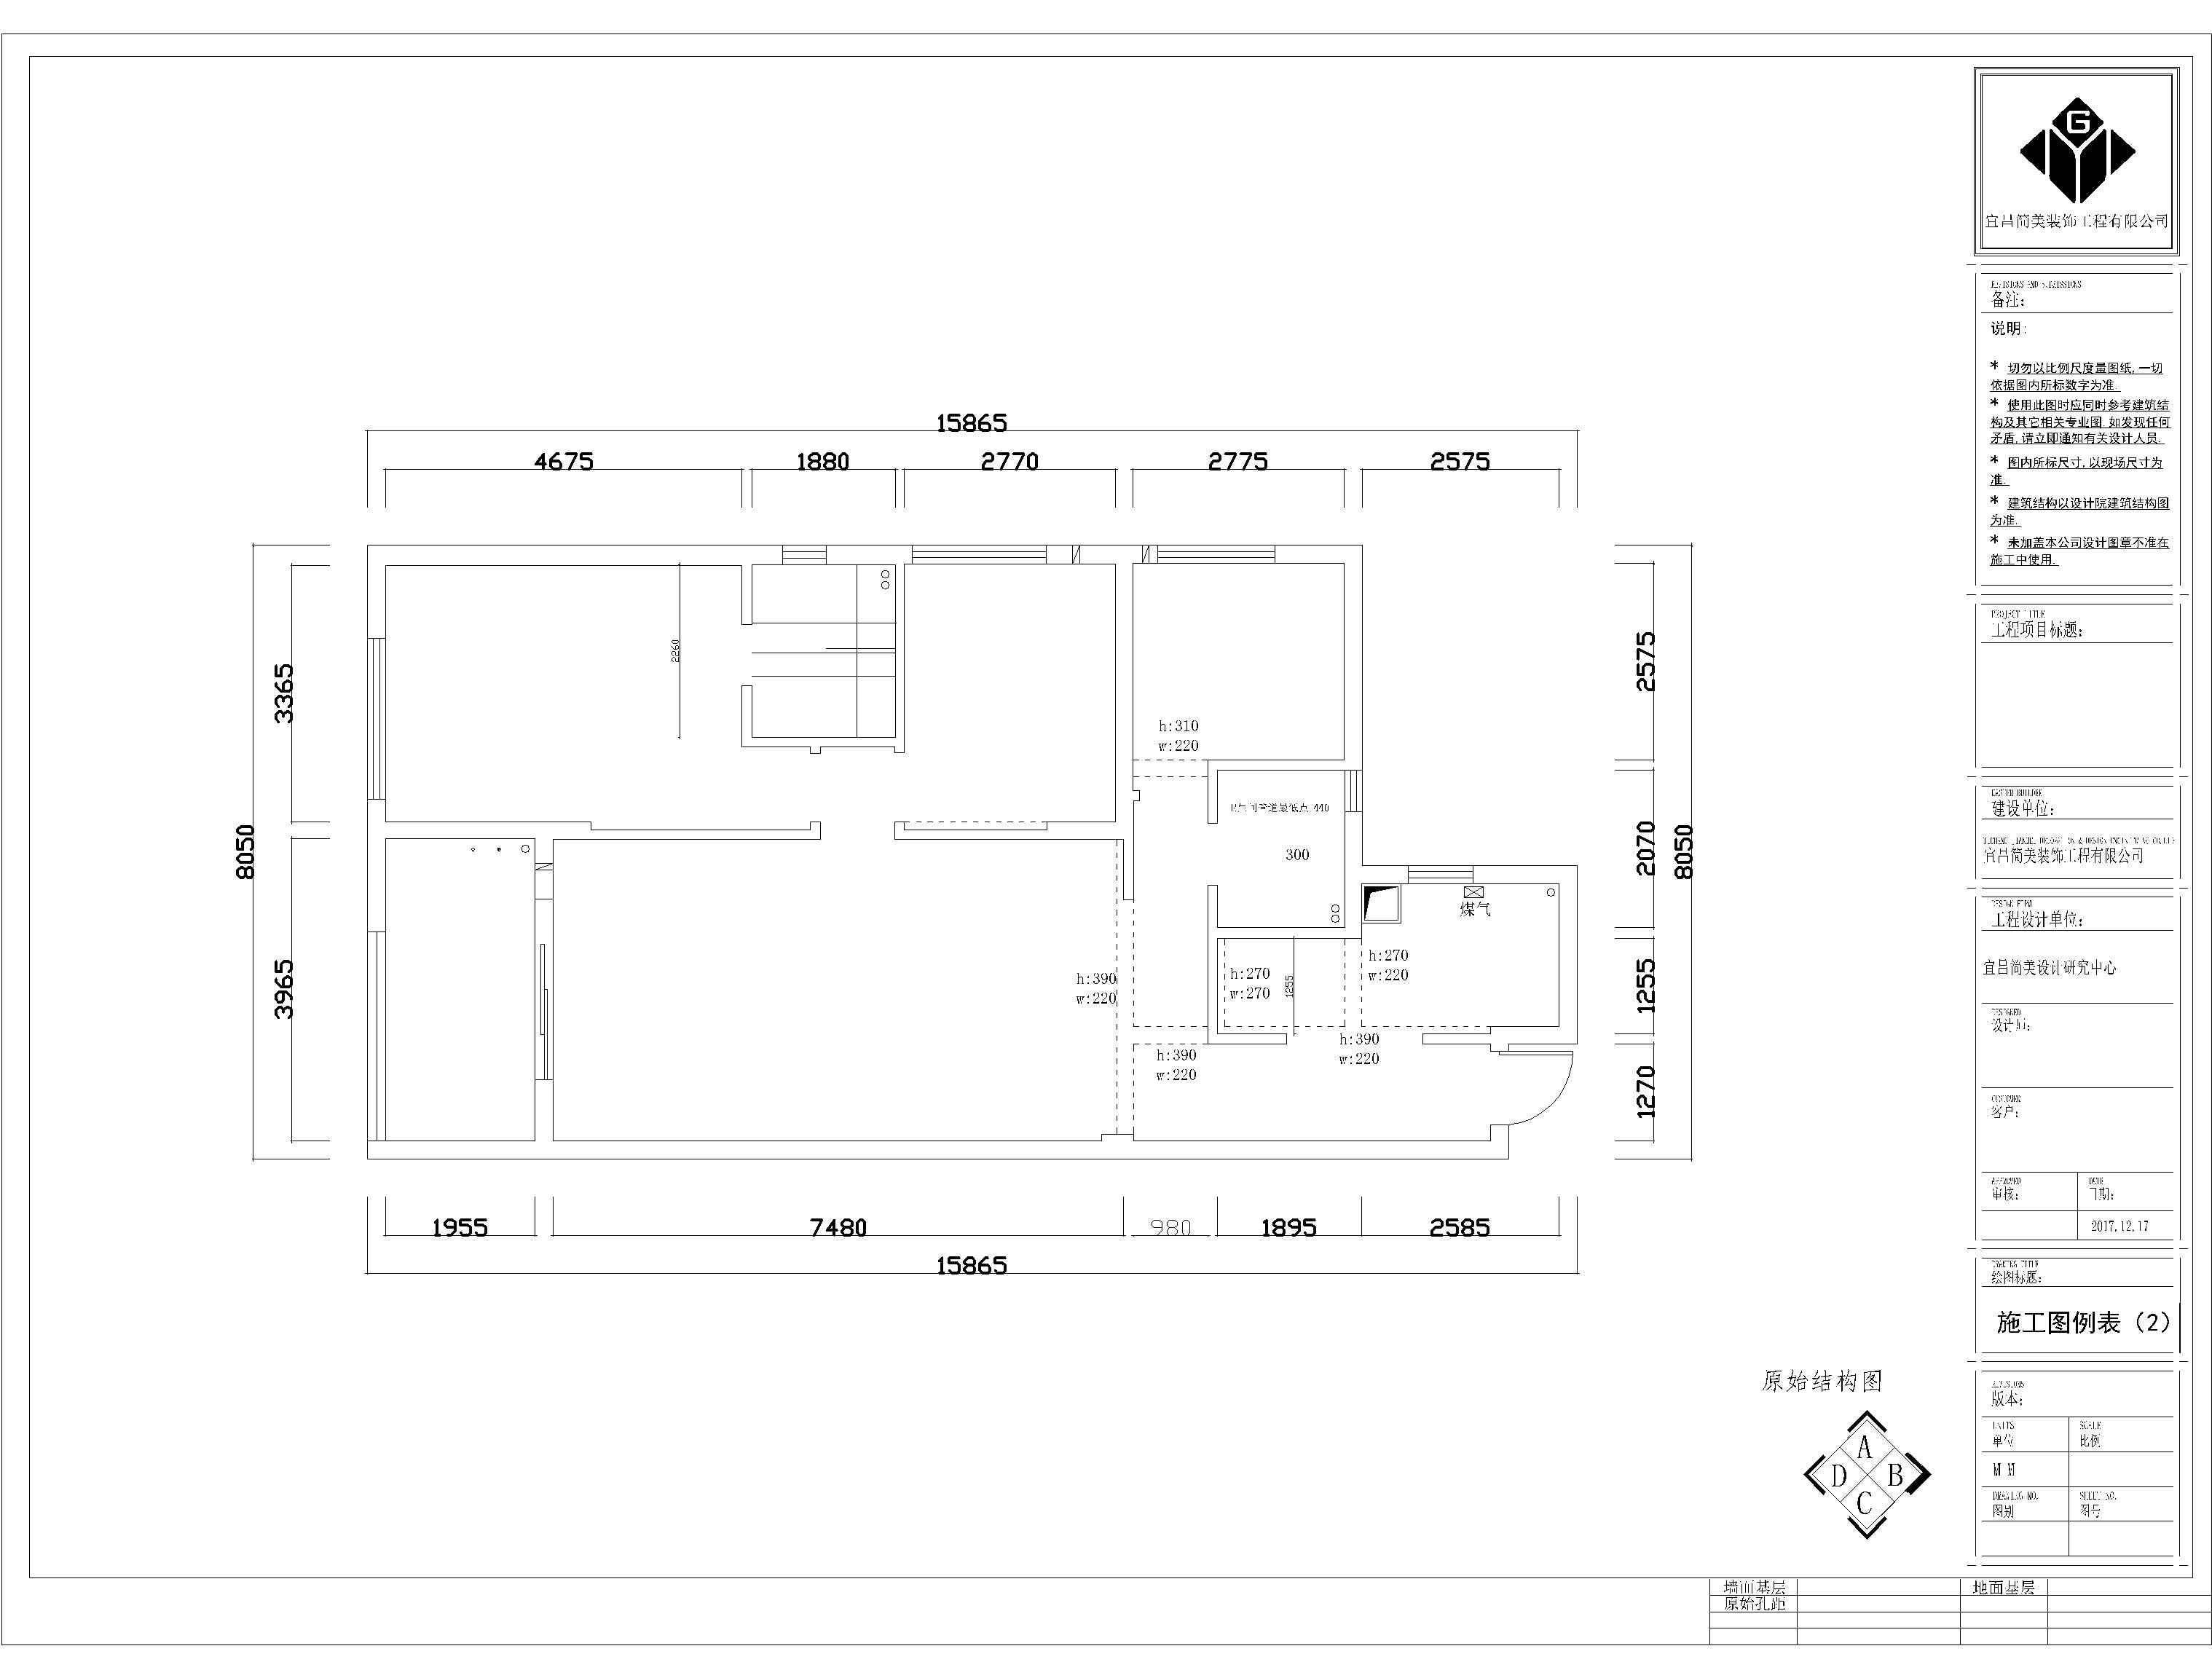 G
宜昌简美装饰工程有限公司
备注:
说明:
* 切勿以比例尺度量图纸,一切
依据图内所标数字为准.
* 使用此图时应同时参考建筑结
构及其它相关专业图.如发现任何
矛盾,请立即通知有关设计人员.
* 图内所标尺寸,以现场尺寸为
准.
* 建筑结构以设计院建筑结构图
为准.
* 未加盖本公司设计图章不准在
施工中使用.
PROJECT TITLE
工程项目标题:
建设单位:
宜昌简美装饰工程有限公司
工程设计单位:
宜昌简美设计研究中心
DESIGNED
设计师:
CUSTOMER
客户:
APPROVED
审核:
DATE
日期:
2017.12.17
DRAWING TITLE
绘图标题:
施工图例表（2）
版本:
UNITS
单位
SCALE
比例
M M
DRAWING NO.
图别
SHEET NO.
图号
15865
4675
1880
2770
2775
2575
8050
3365
3965
2575
2070
1255
1270
8050
2260
h:310
w:220
卫生间管道最低点 440
300
煤气
h:270
w:220
h:270
w:270
1255
h:390
w:220
h:390
w:220
h:390
w:220
1955
7480
980
1895
2585
15865
原始结构图
A
D
B
C
墙面基层
地面基层
原始孔距